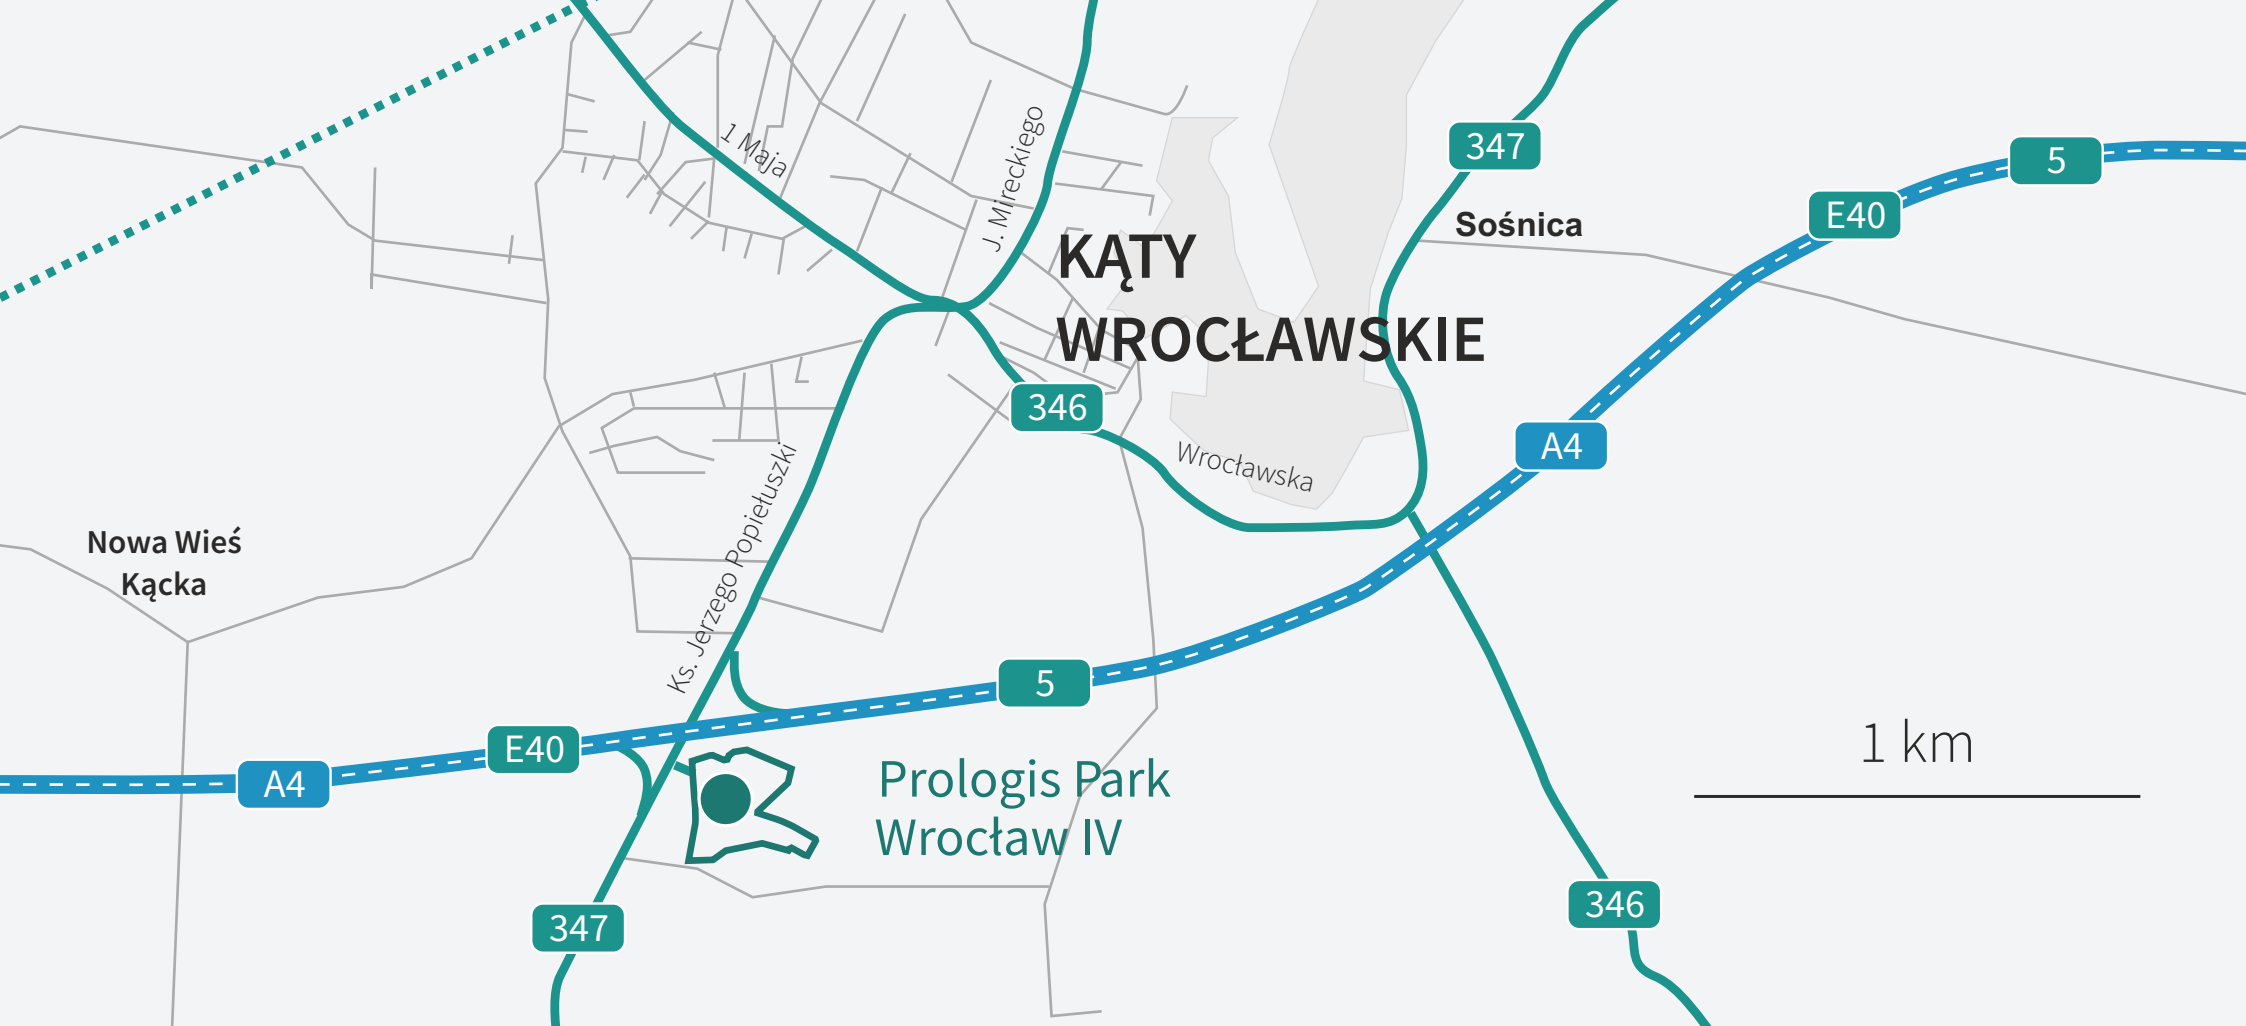 1 Maja
J. Mireckiego
347
5
E40
Sośnica
KĄTY
WROCŁAWSKIE
346
A4
Wrocławska
Ks. Jerzego Popiełuszki
Nowa Wieś
Kącka
5
E40
A4
1 km
Prologis Park
Wrocław IV
346
347